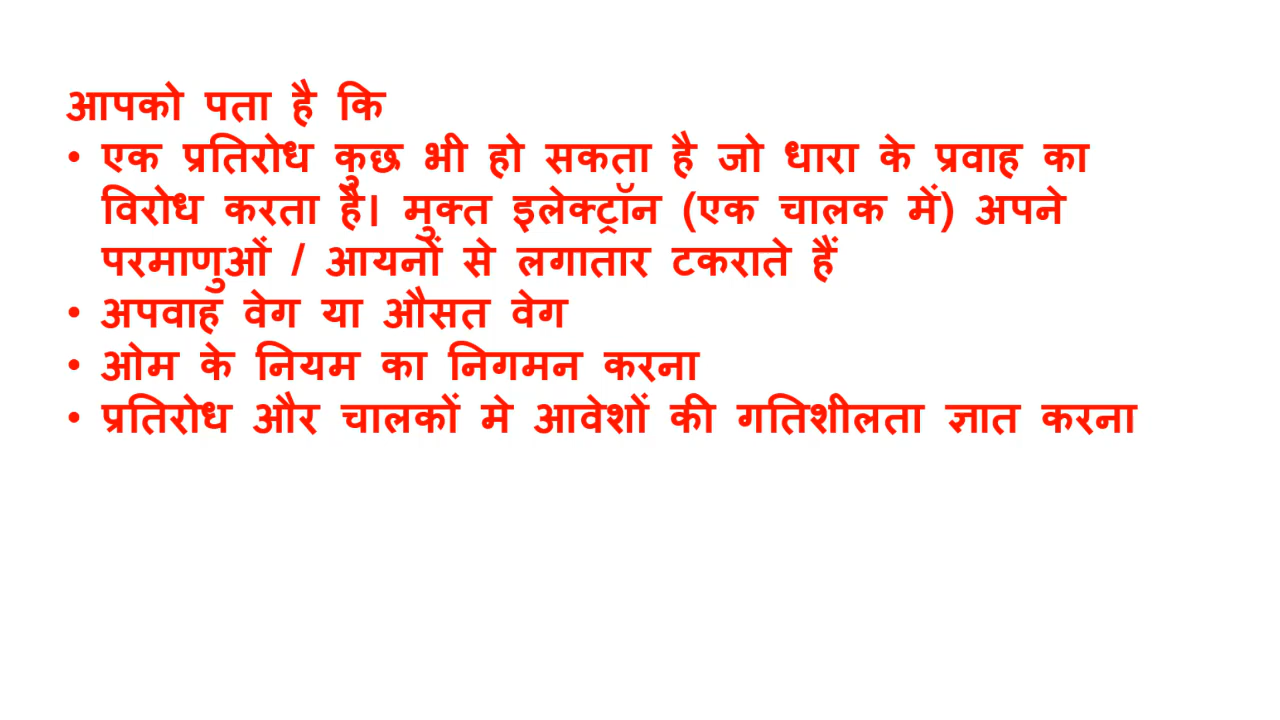 आपको पता है कि
• एक प्रतिरोध कुछ भी हो सकता है जो धारा के प्रवाह का
विरोध करता है। मुक्त इलेक्ट्रॉन (एक चालक में) अपने
परमाणुओं / आयनों से लगातार टकराते हैं
• अपवाह वेग या औसत वेग
• ओम के नियम का निगमन करना
• प्रतिरोध और चालकों मे आवेशों की गतिशीलता ज्ञात करना